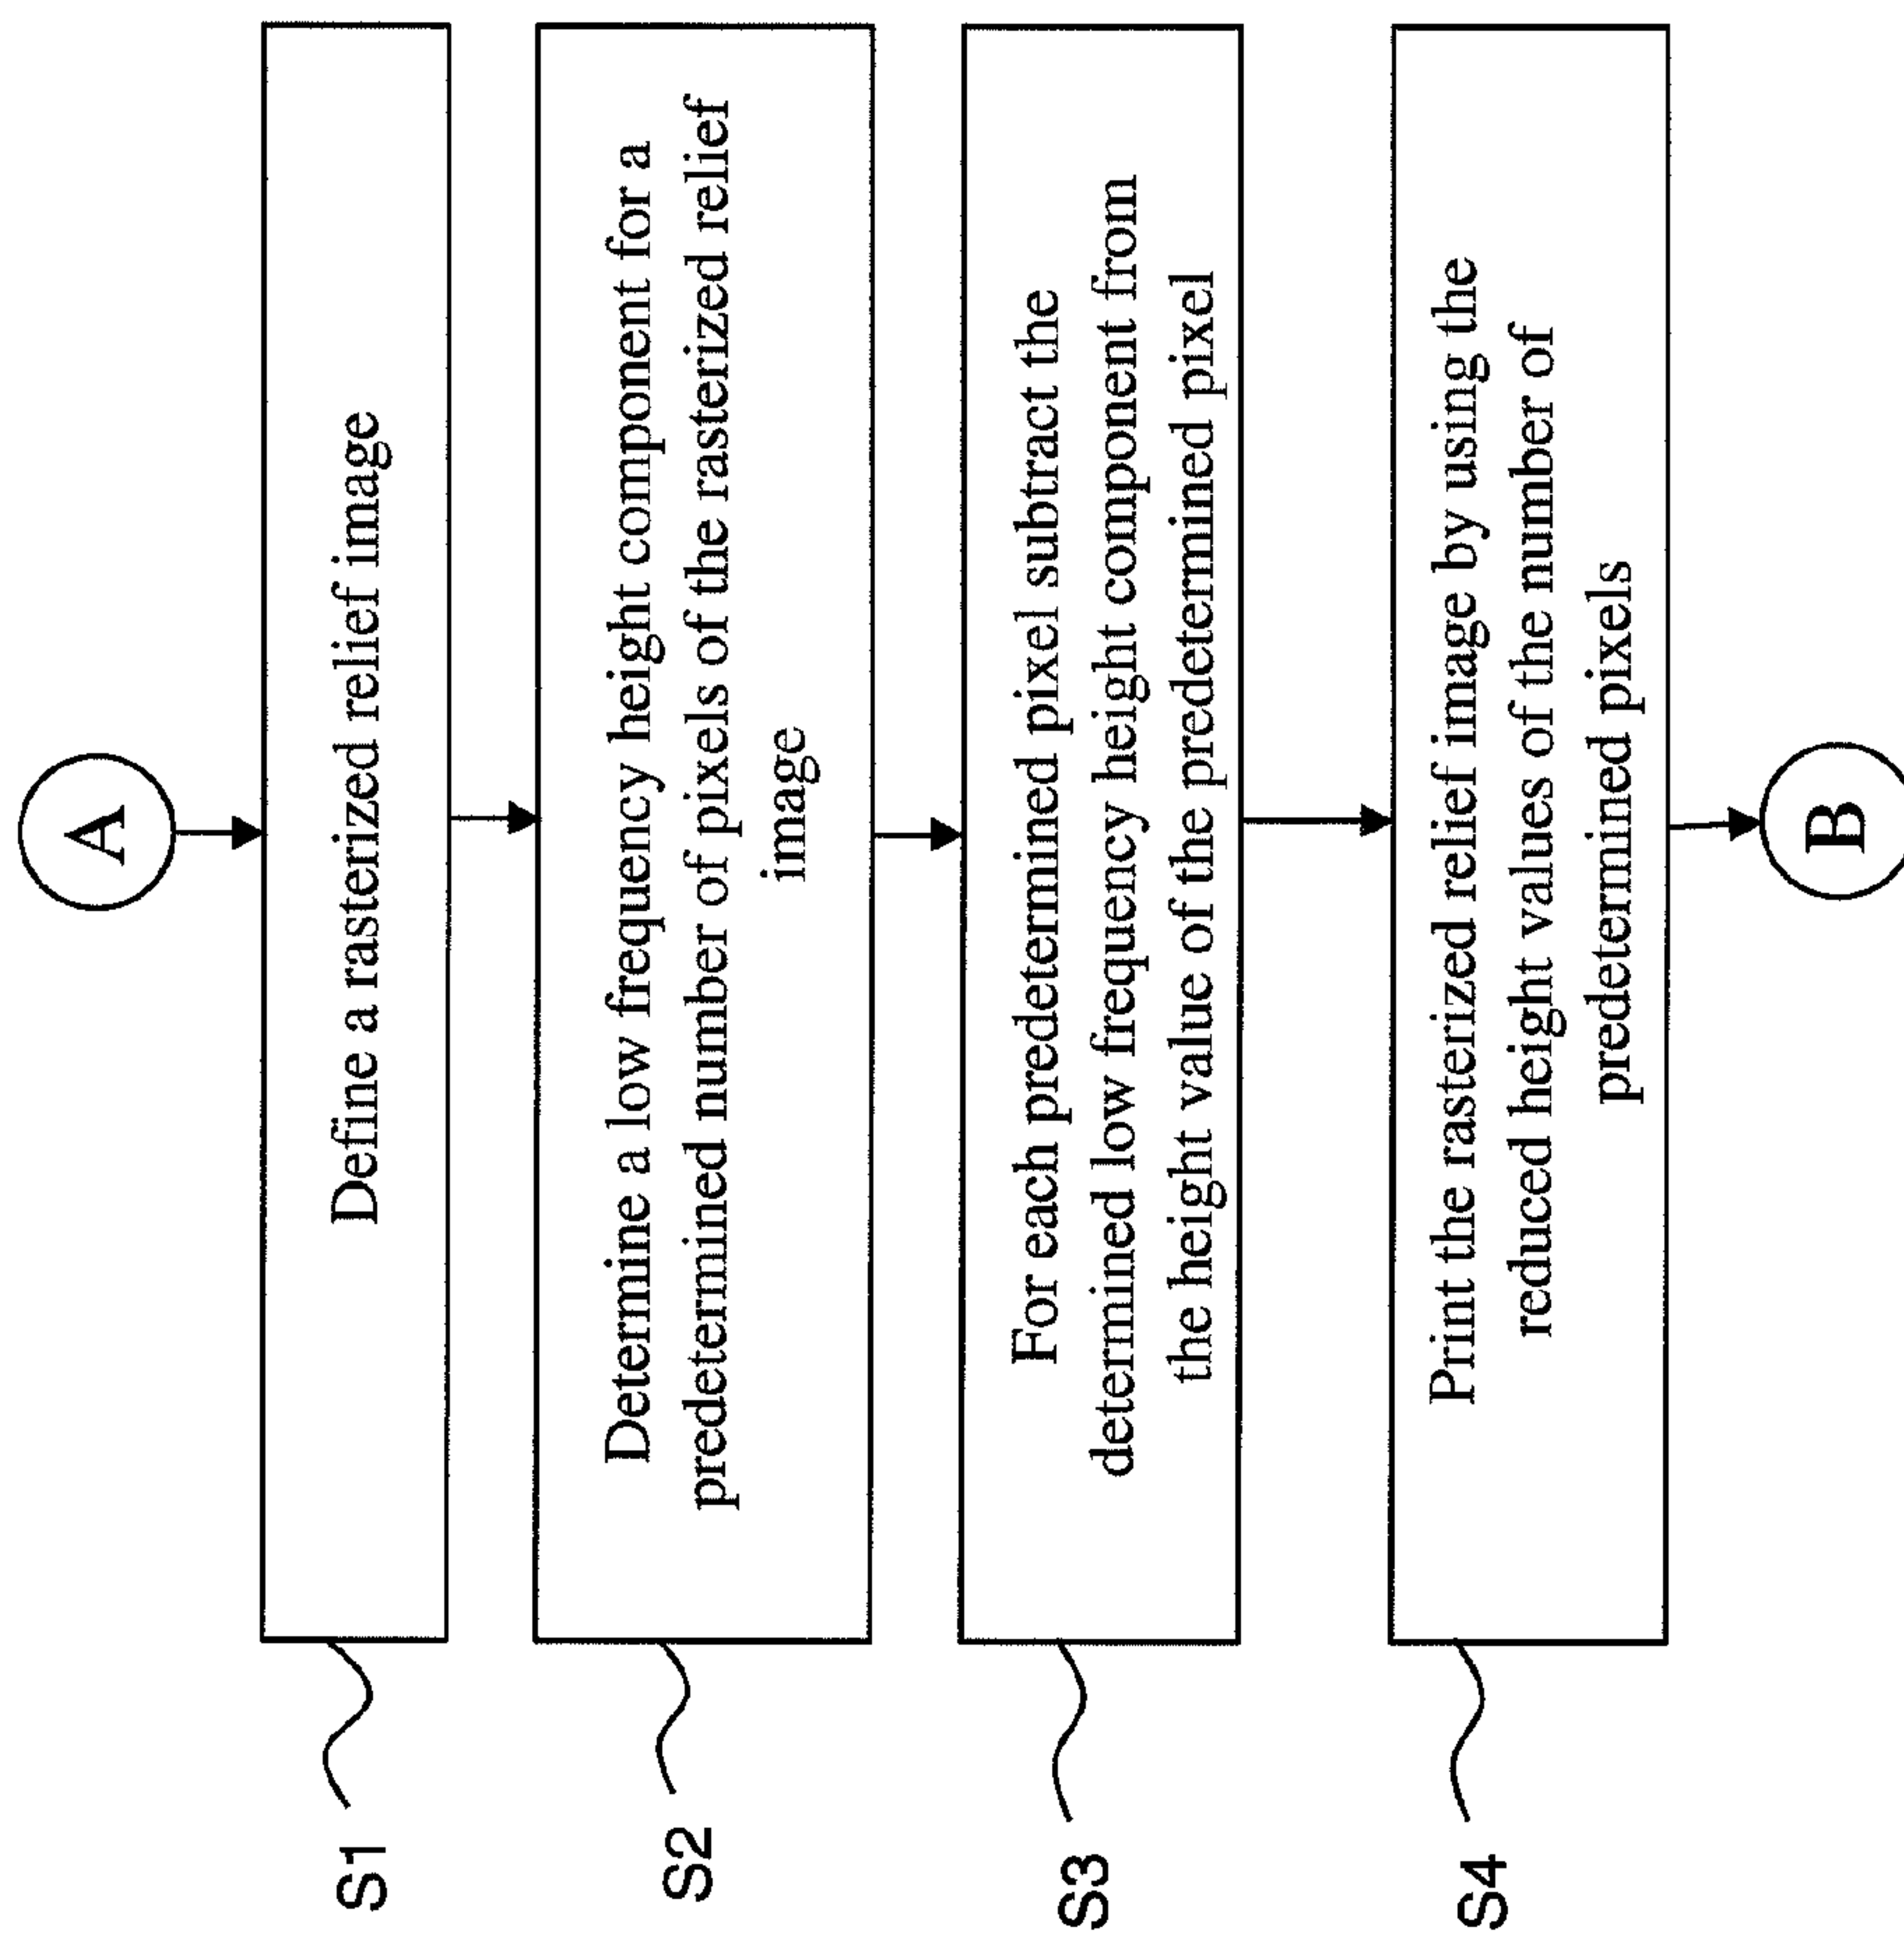 A
S1
Define a rasterized relief image
S2
Determine a low frequency height component for a
predetermined number of pixels of the rasterized relief
image
S3
For each predetermined pixel subtract the
determined low frequency height component from
the height value of the predetermined pixel
S4
Print the rasterized relief image by using the
reduced height values of the number of
predetermined pixels
B